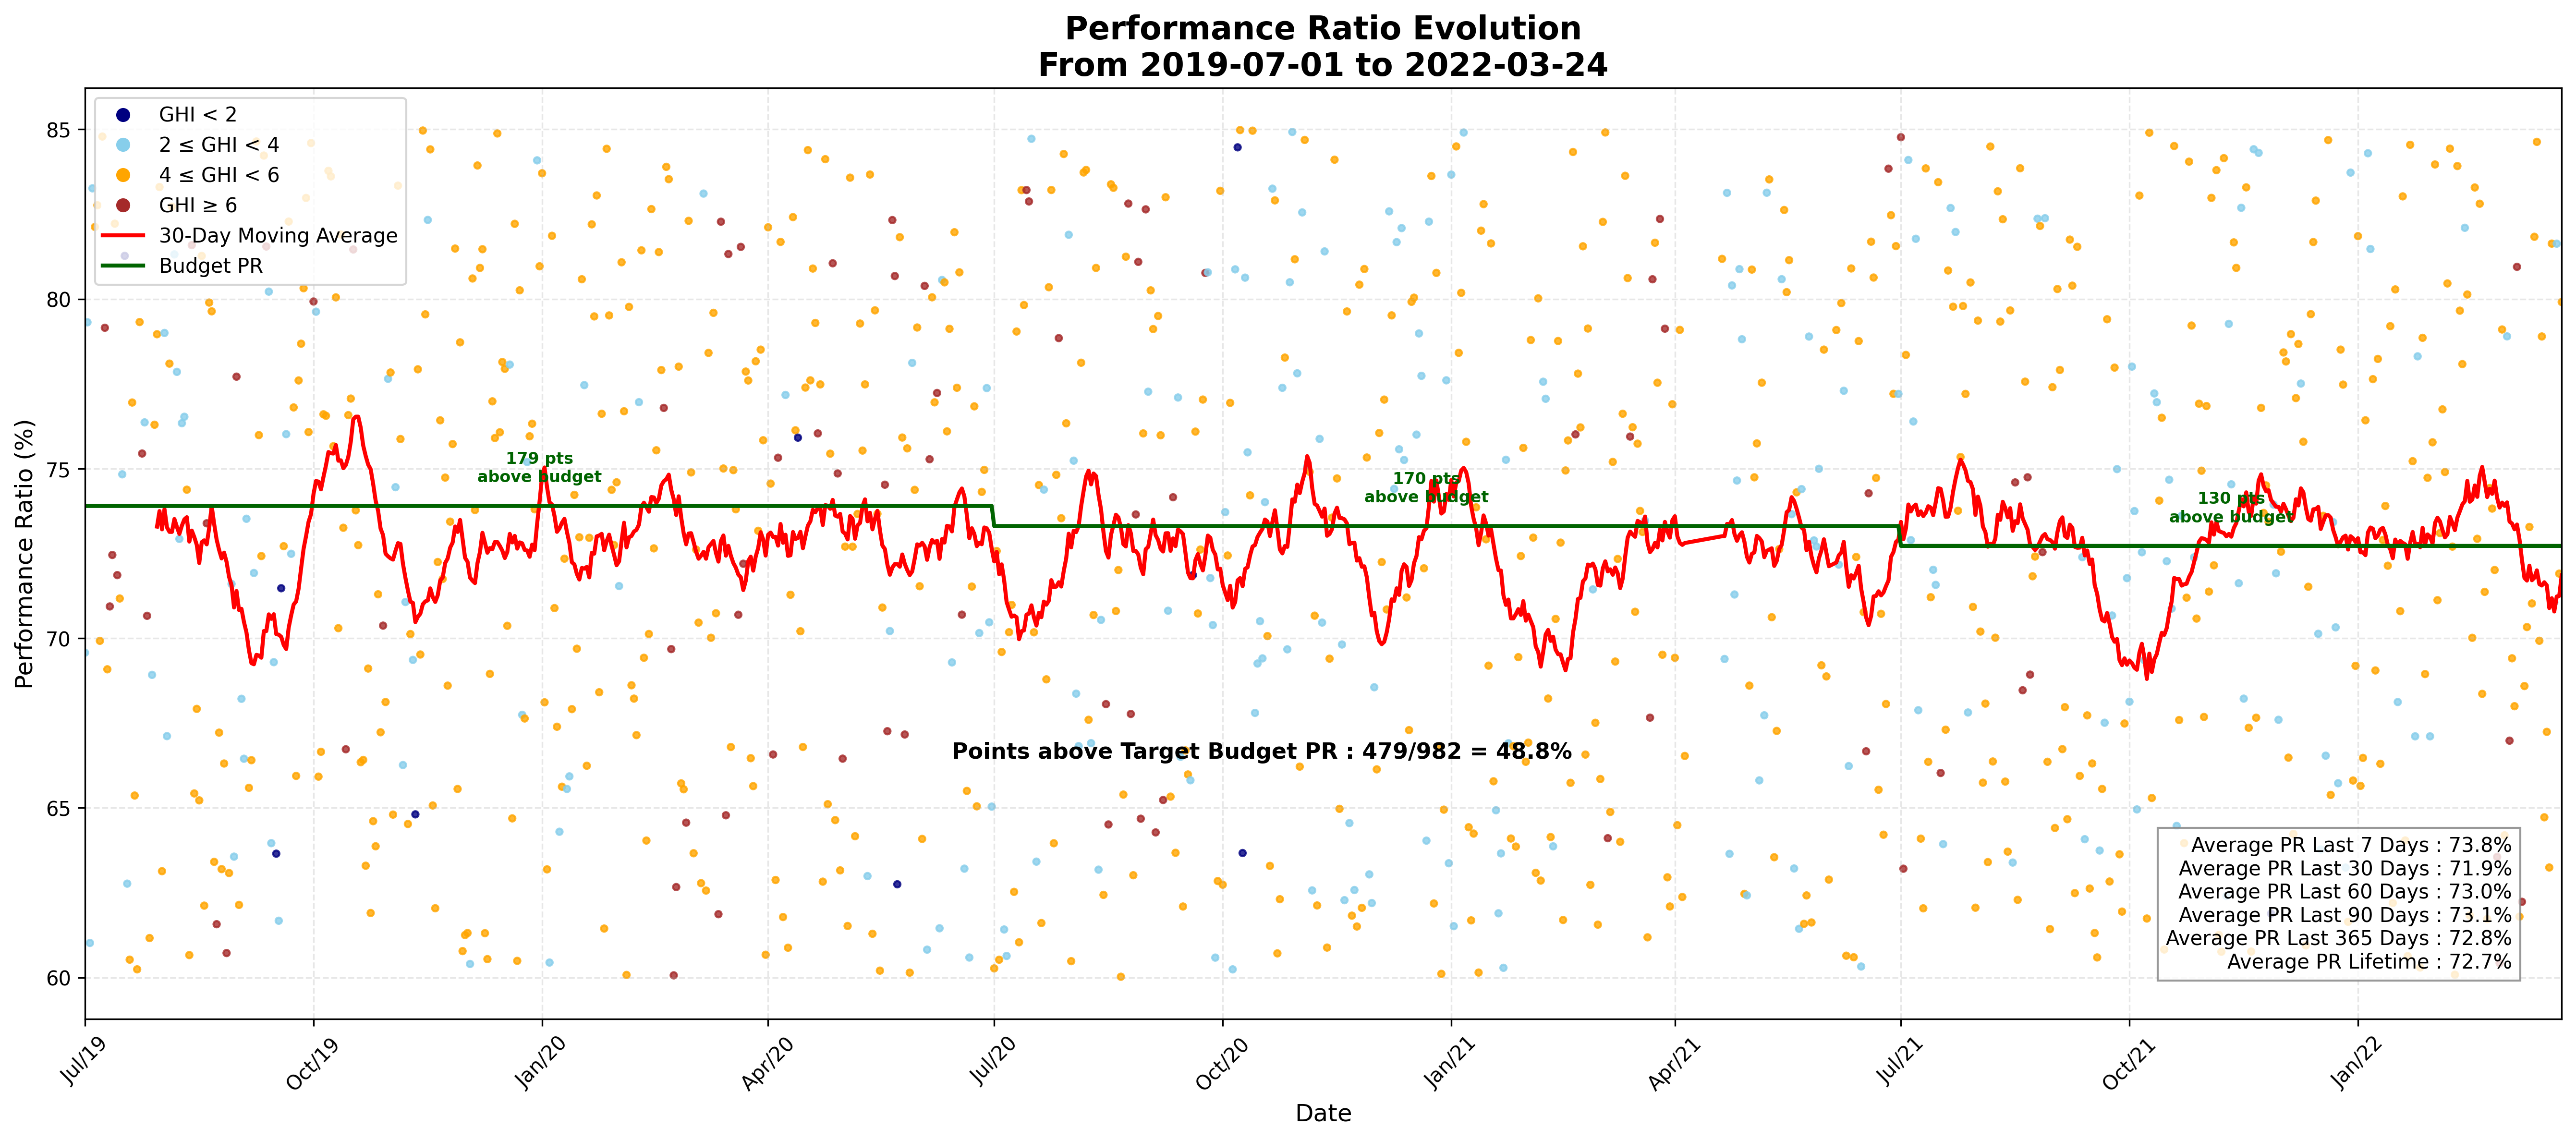 Performance Ratio Evolution
From 2019-07-01 to 2022-03-24
GHI < 2
2 ≤ GHI < 4
4 ≤ GHI < 6
GHI ≥ 6
30-Day Moving Average
Budget PR
Performance Ratio (%)
85
80
75
70
65
60
179 pts
above budget
170 pts
above budget
130 pts
above budget
Points above Target Budget PR : 479/982 = 48.8%
Average PR Last 7 Days : 73.8%
Average PR Last 30 Days : 71.9%
Average PR Last 60 Days : 73.0%
Average PR Last 90 Days : 73.1%
Average PR Last 365 Days : 72.8%
Average PR Lifetime : 72.7%
Jul/19
Oct/19
Jan/20
Apr/20
Jul/20
Oct/20
Jan/21
Apr/21
Jul/21
Oct/21
Jan/22
Date